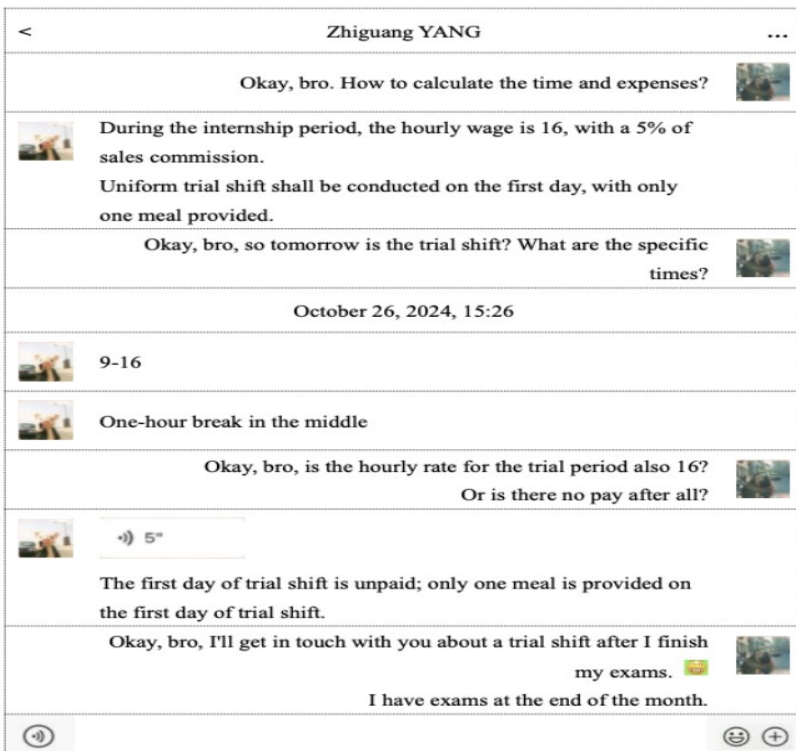 <
Zhiguang YANG
...
Okay, bro. How to calculate the time and expenses?
During the internship period, the hourly wage is 16, with a 5% of
sales commission.
Uniform trial shift shall be conducted on the first day, with only
one meal provided.
Okay, bro, so tomorrow is the trial shift? What are the specific
times?
October 26, 2024, 15:26
9-16
One-hour break in the middle
Okay, bro, is the hourly rate for the trial period also 16?
Or is there no pay after all?
5"
The first day of trial shift is unpaid; only one meal is provided on
the first day of trial shift.
Okay, bro, I'll get in touch with you about a trial shift after I finish
my exams.
I have exams at the end of the month.